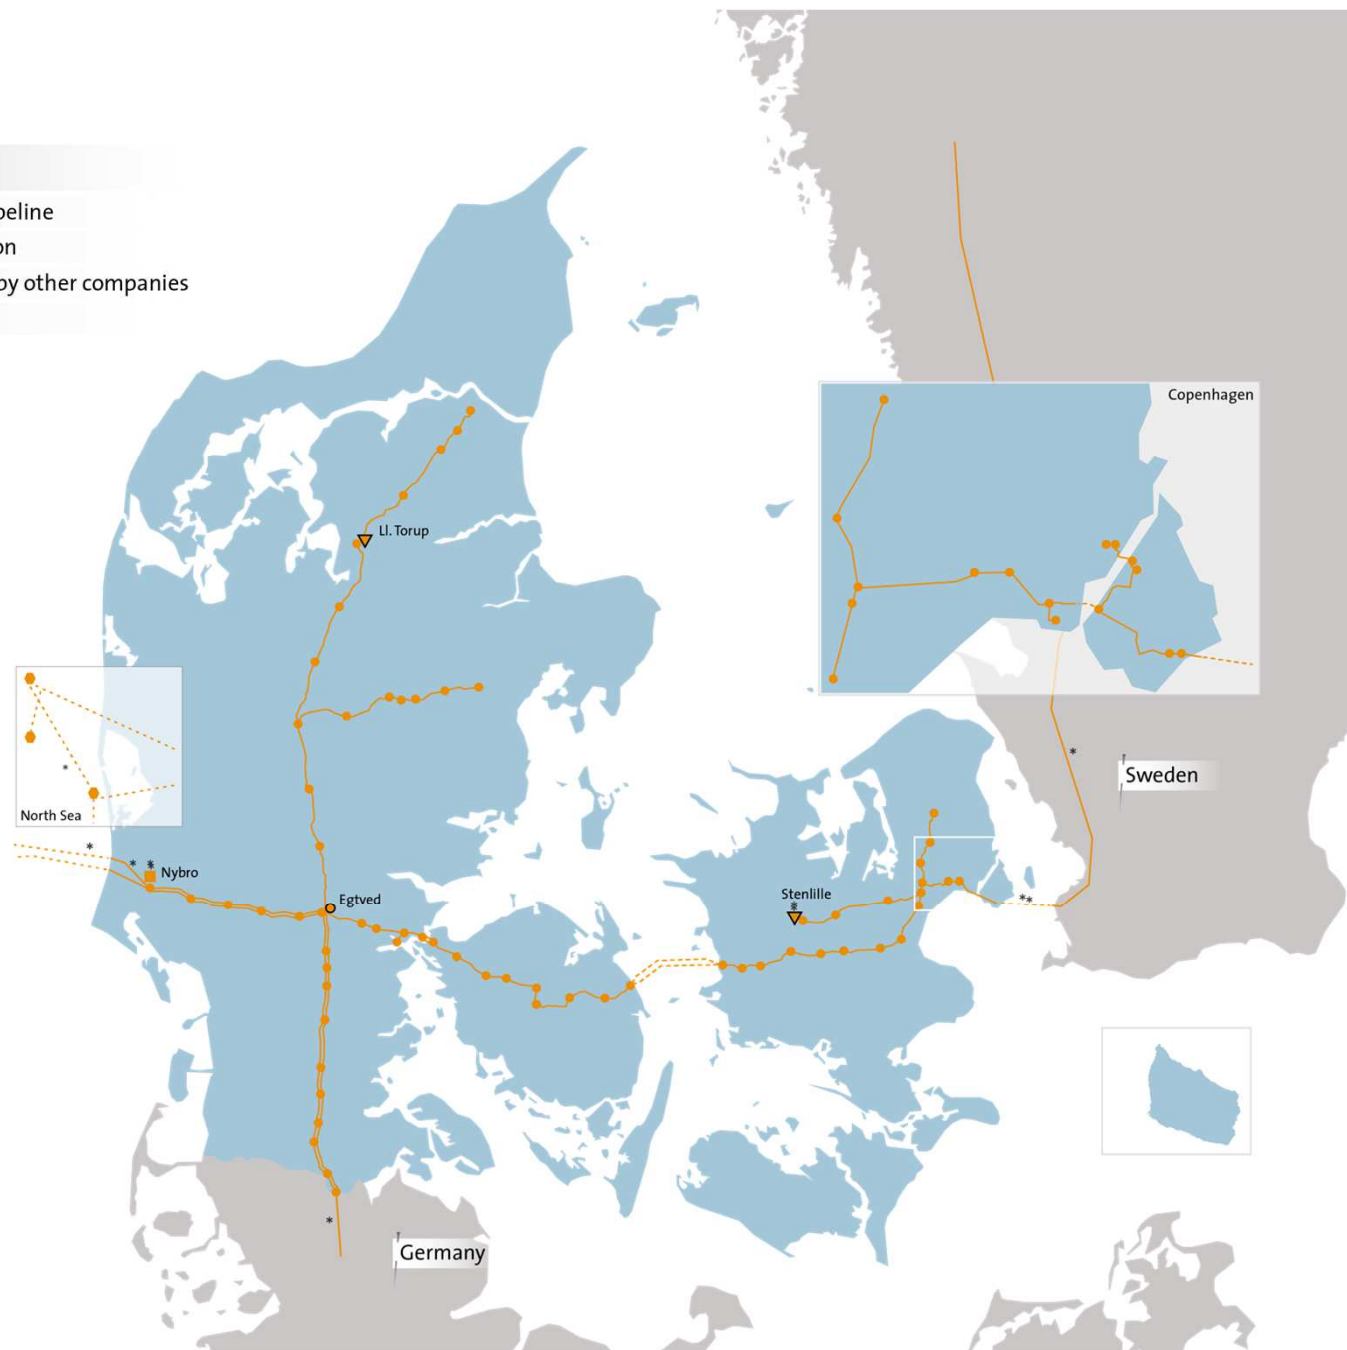 peline
on
by other companies
Copenhagen
Ll. Torup
Sweden
North Sea
*
*
* * *
Nybro
Egtved
Stenlille
*
**
*
Germany